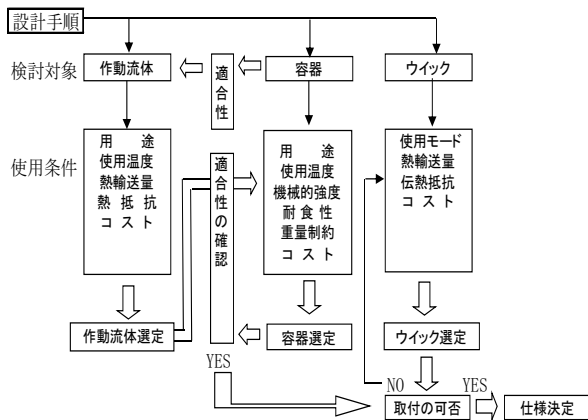 設計手順
検討対象
作動流体
適合性
容器
ウイック
使用条件
用　途
使用温度
熱輸送量
熱 抵 抗
コ ス ト
適合性の確認
用　途
使用温度
機械的強度
耐 食 性
重量制約
コ ス ト
使用モード
熱輸送量
伝熱抵抗
コ ス ト
作動流体選定
容器選定
ウイック選定
YES
NO
YES
取付の可否
仕様決定